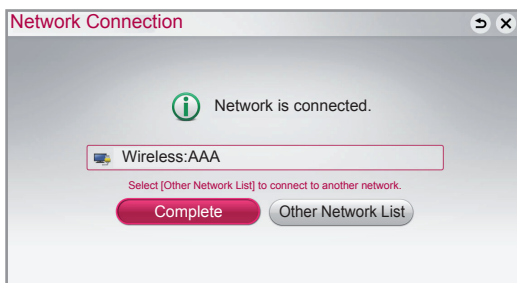 Network Connection
Network is connected.
Wireless:AAA
Select [Other Network List] to connect to another network.
Complete
Other Network List